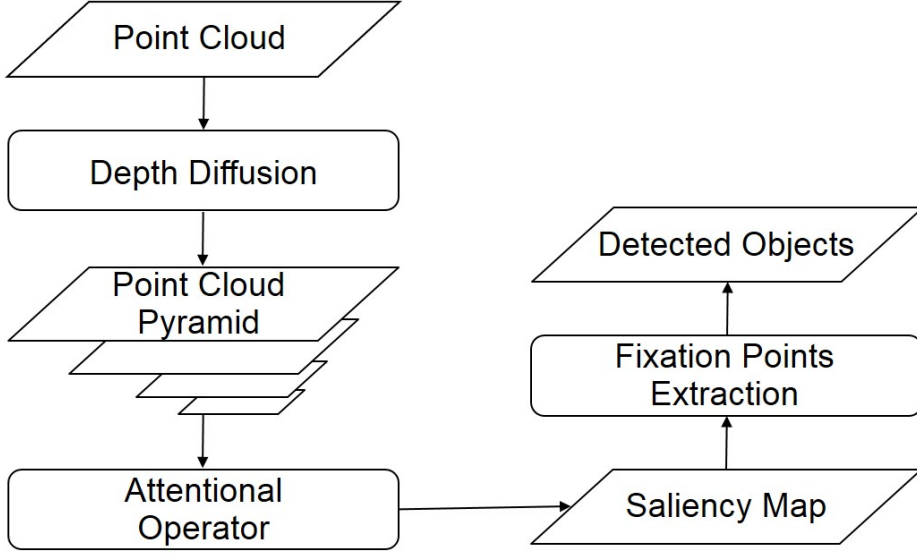 Point Cloud
Depth Diffusion
Point Cloud
Pyramid
Attentional
Operator
Saliency Map
Fixation Points
Extraction
Detected Objects